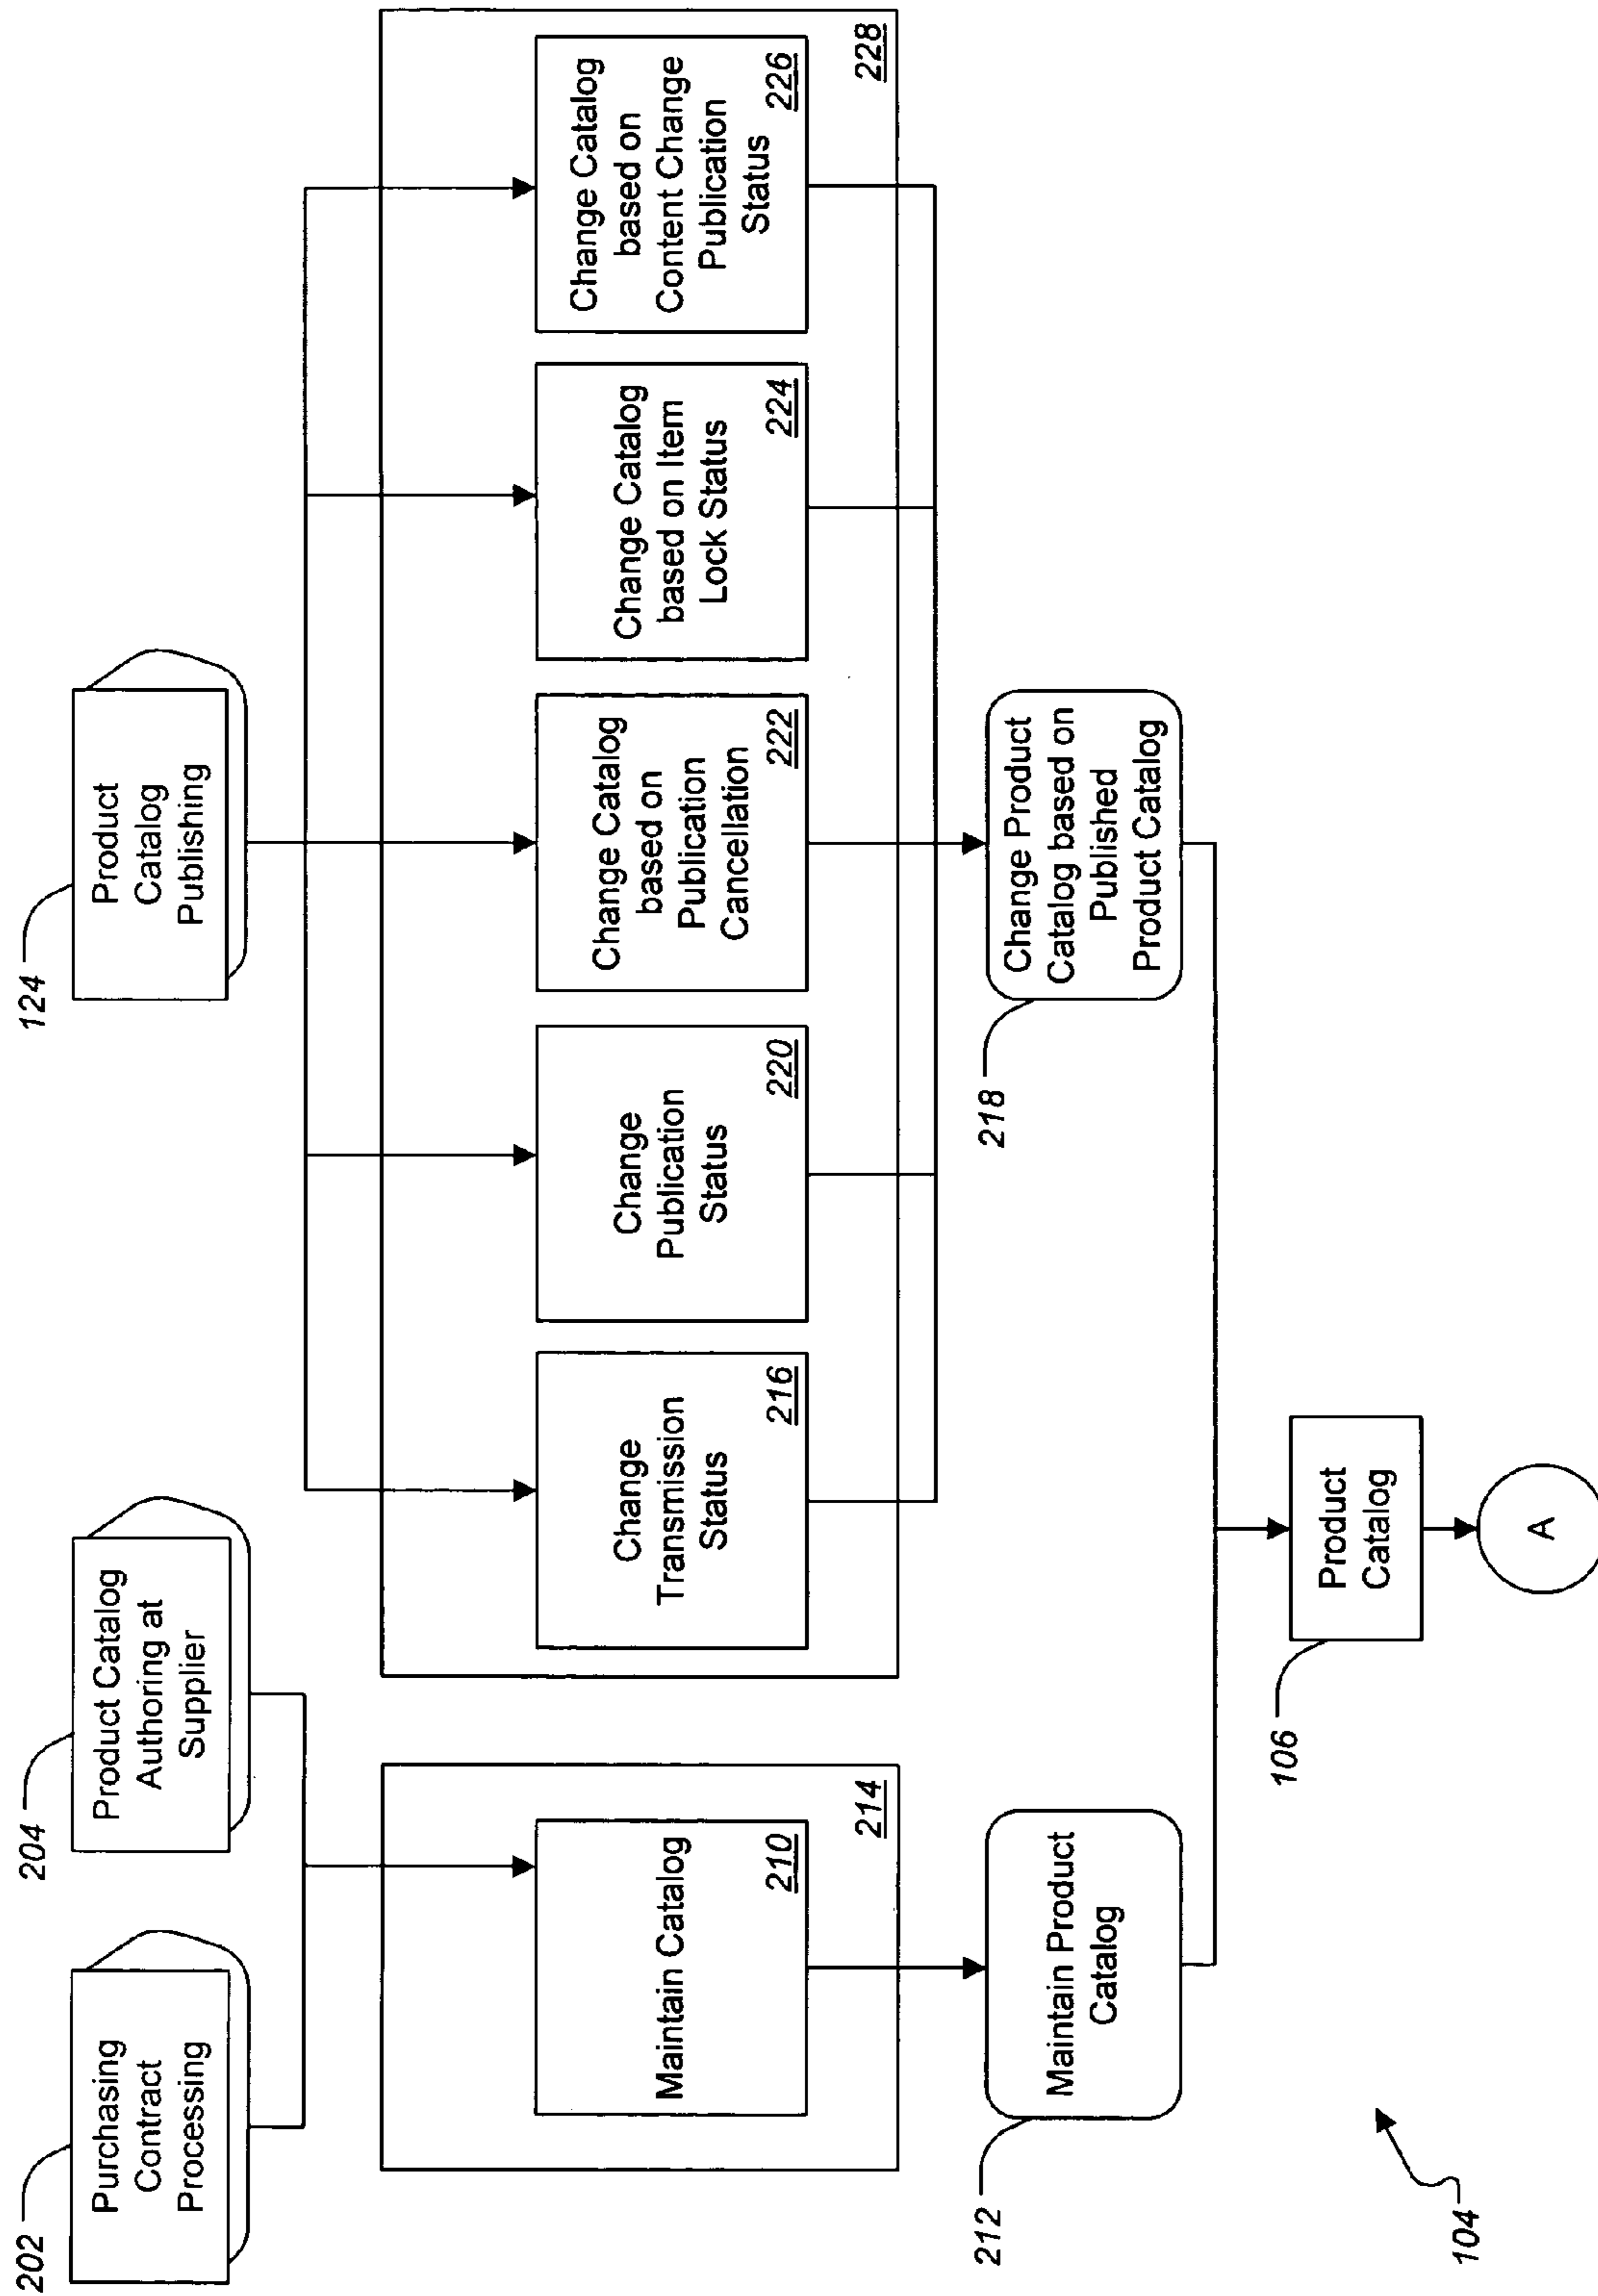 202
Purchasing
Contract
Processing
204
Product Catalog
Authoring at
Supplier
124
Product
Catalog
Publishing
Maintain Catalog
210
214
Change
Transmission
Status
216
Change
Publication
Status
220
Change Catalog
based on
Publication
Cancellation
222
Change Catalog
based on Item
Lock Status
224
Change Catalog
based on
Content Change
Publication
Status
226
228
212
Maintain Product
Catalog
218
Change Product
Catalog based on
Published
Product Catalog
106
Product
Catalog
A
104